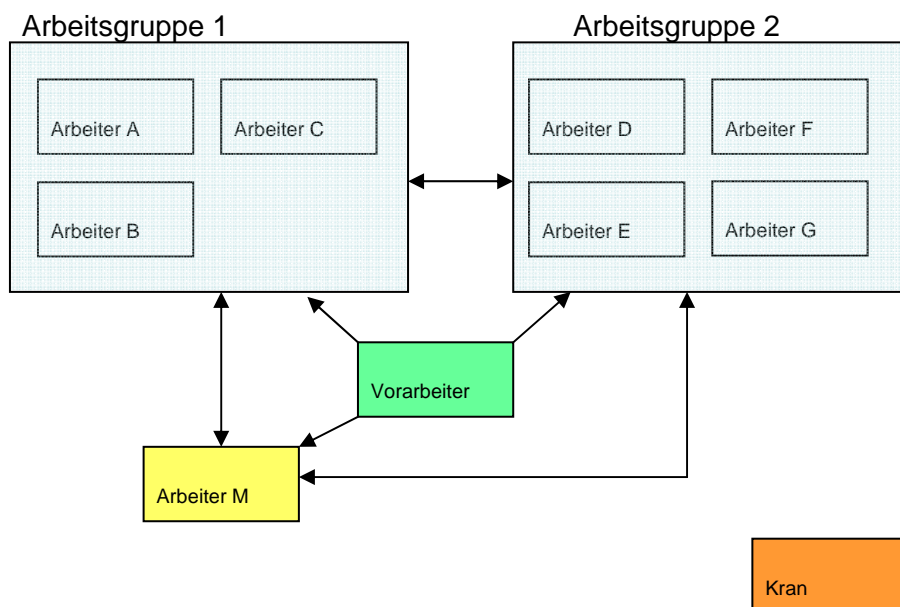 Arbeitsgruppe 1
Arbeitsgruppe 2
Arbeiter A
Arbeiter C
Arbeiter B
Arbeiter D
Arbeiter F
Arbeiter E
Arbeiter G
Vorarbeiter
Arbeiter M
Kran